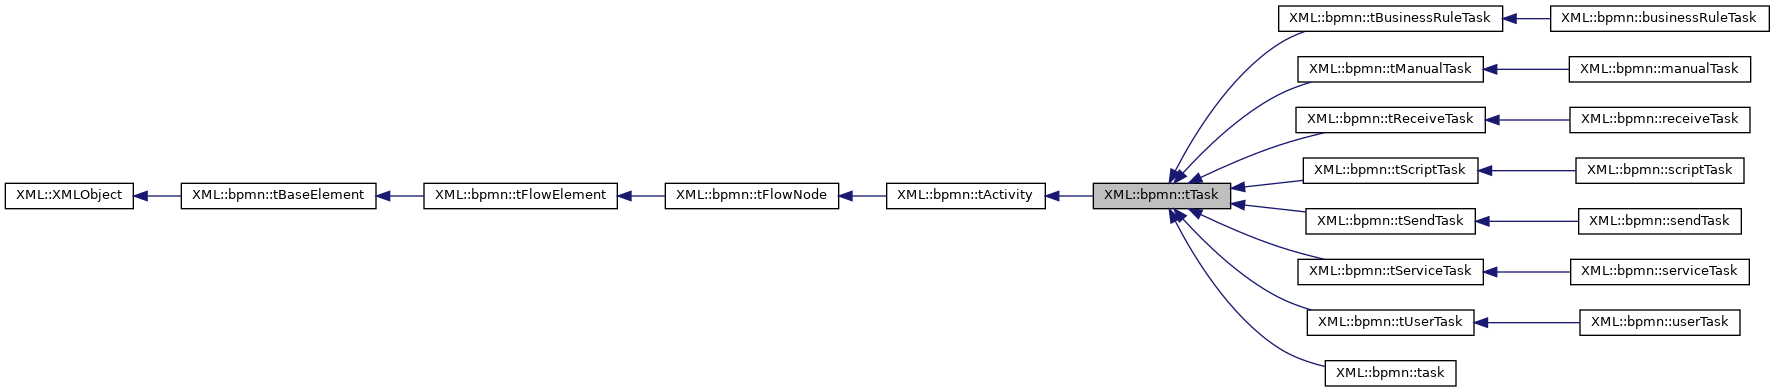 XML::bpmn::tBusinessRuleTask
XML::bpmn::businessRuleTask
XML::bpmn::tManualTask
XML::bpmn::manualTask
XML::bpmn::tReceiveTask
XML::bpmn::receiveTask
XML::bpmn::tScriptTask
XML::bpmn::scriptTask
XML::XMLObject
XML::bpmn::tBaseElement
XML::bpmn::tFlowElement
XML::bpmn::tFlowNode
XML::bpmn::tActivity
XML::bpmn::tTask
XML::bpmn::tSendTask
XML::bpmn::sendTask
XML::bpmn::tServiceTask
XML::bpmn::serviceTask
XML::bpmn::tUserTask
XML::bpmn::userTask
XML::bpmn::task